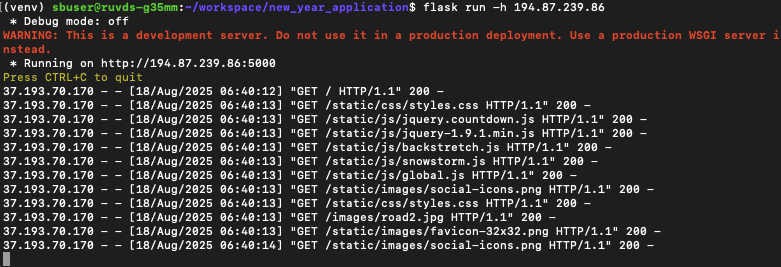 [(venv) sbuser@ruvds-g35mm:~/workspace/new_year_application$ flask run -h 194.87.239.86
 * Debug mode: off
WARNING: This is a development server. Do not use it in a production deployment. Use a production WSGI server i
nstead.
 * Running on http://194.87.239.86:5000
Press CTRL+C to quit
37.193.70.170 - - [18/Aug/2025 06:40:12] "GET / HTTP/1.1" 200 -
37.193.70.170 - - [18/Aug/2025 06:40:13] "GET /static/css/styles.css HTTP/1.1" 200 -
37.193.70.170 - - [18/Aug/2025 06:40:13] "GET /static/js/jquery.countdown.js HTTP/1.1" 200 -
37.193.70.170 - - [18/Aug/2025 06:40:13] "GET /static/js/jquery-1.9.1.min.js HTTP/1.1" 200 -
37.193.70.170 - - [18/Aug/2025 06:40:13] "GET /static/js/backstretch.js HTTP/1.1" 200 -
37.193.70.170 - - [18/Aug/2025 06:40:13] "GET /static/js/snowstorm.js HTTP/1.1" 200 -
37.193.70.170 - - [18/Aug/2025 06:40:13] "GET /static/js/global.js HTTP/1.1" 200 -
37.193.70.170 - - [18/Aug/2025 06:40:13] "GET /static/images/social-icons.png HTTP/1.1" 200 -
37.193.70.170 - - [18/Aug/2025 06:40:13] "GET /static/css/styles.css HTTP/1.1" 200 -
37.193.70.170 - - [18/Aug/2025 06:40:13] "GET /images/road2.jpg HTTP/1.1" 200 -
37.193.70.170 - - [18/Aug/2025 06:40:13] "GET /static/images/favicon-32x32.png HTTP/1.1" 200 -
37.193.70.170 - - [18/Aug/2025 06:40:14] "GET /static/images/social-icons.png HTTP/1.1" 200 -